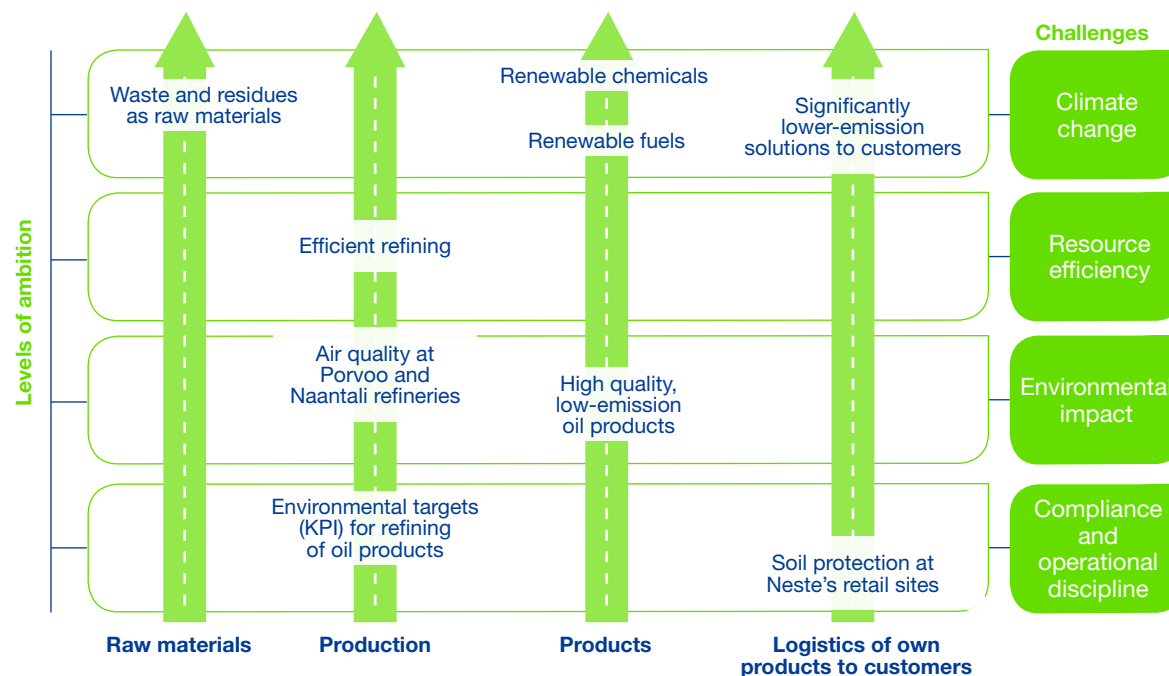 Challenges
Levels of ambition
Waste and residues
as raw materials
Renewable chemicals
Renewable fuels
Significantly
lower-emission
solutions to customers
Climate
change
Efficient refining
Resource
efficiency
Air quality at
Porvoo and
Naantali refineries
High quality,
low-emission
oil products
Environmental
impact
Environmental targets
(KPI) for refining
of oil products
Soil protection at
Neste's retail sites
Compliance
and
operational
discipline
Raw materials
Production
Products
Logistics of own
products to customers